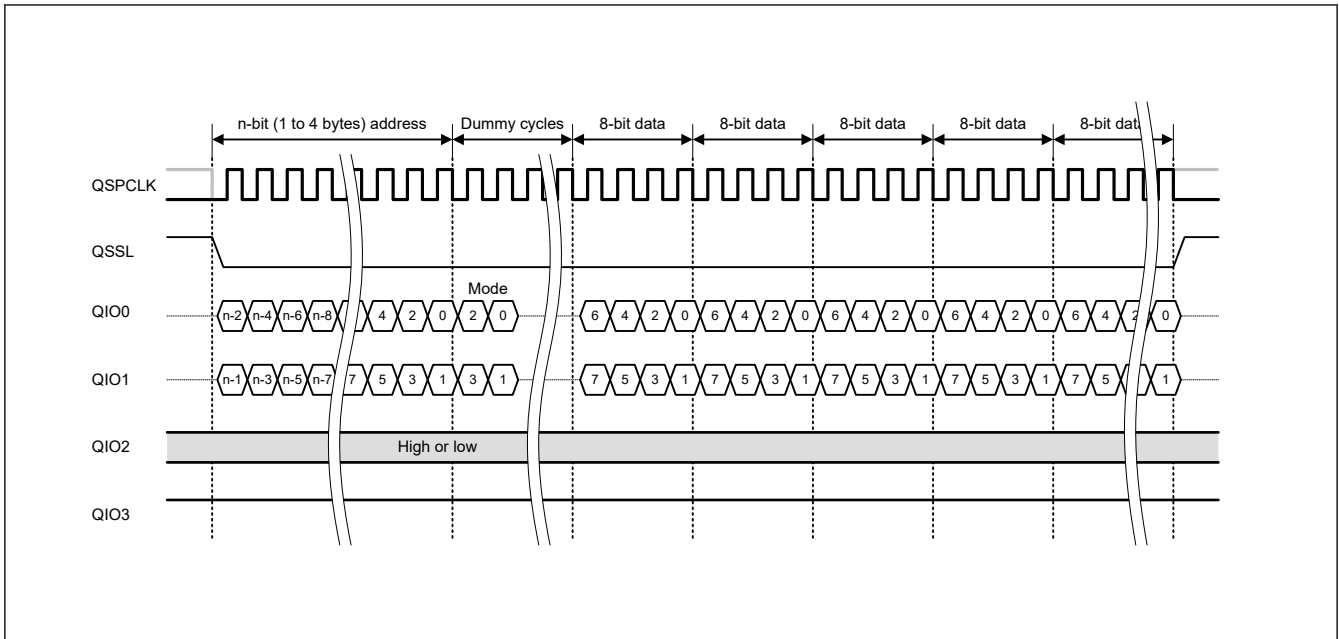 n-bit (1 to 4 bytes) address Dummy cycles 8-bit data 8-bit data 8-bit data 8-bit data 8-bit data
QSPCLK
QSSL
Mode
QIO0 n-2 n-4 n-6 n-8 4 2 0 2 0 6 4 2 0 6 4 2 0 6 4 2 0 6 4 2 0 6 4 2 0
QIO1 n-1 n-3 n-5 n-7 7 5 3 1 3 1 7 5 3 1 7 5 3 1 7 5 3 1 7 5 3 1 7 5 1
QIO2 High or low
QIO3